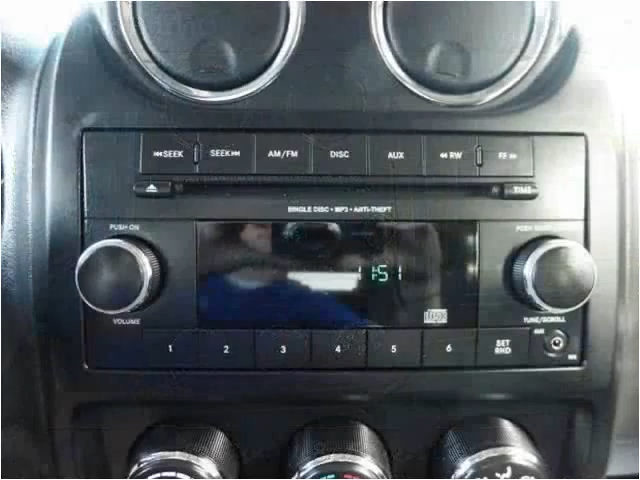 ⏮SEEK SEEK⏭ AM/FM DISC AUX ◀◀ RW FF ▶▶
TIME
SINGLE DISC • MP3 • ANTI-THEFT
PUSH ON PUSH
1:51
VOLUME TUNE/SCROLL
1 2 3 4 5 6 SET
RND